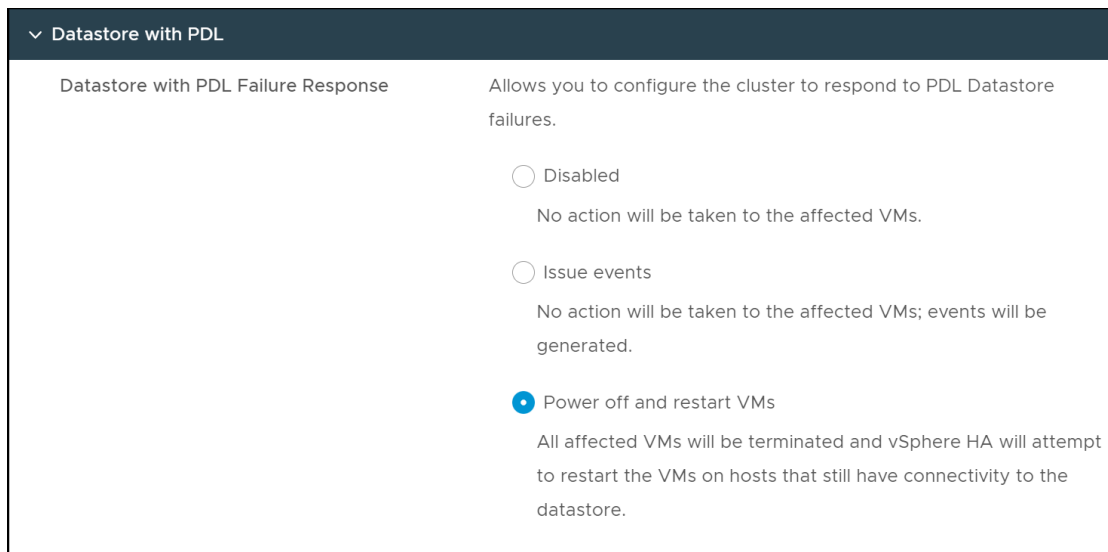 Datastore with PDL
Datastore with PDL Failure Response
Allows you to configure the cluster to respond to PDL Datastore
failures.
Disabled
No action will be taken to the affected VMs.
Issue events
No action will be taken to the affected VMs; events will be
generated.
Power off and restart VMs
All affected VMs will be terminated and vSphere HA will attempt
to restart the VMs on hosts that still have connectivity to the
datastore.